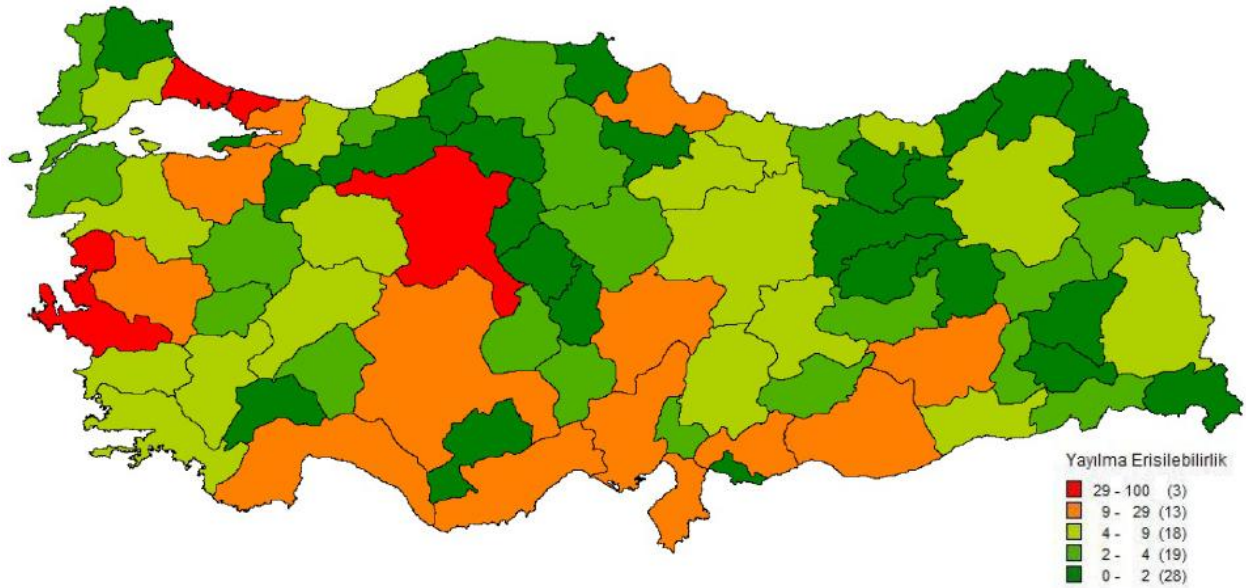 Yayılma Erisilebilirlik
29 - 100 (3)
9 - 29 (13)
4 - 9 (18)
2 - 4 (19)
0 - 2 (28)